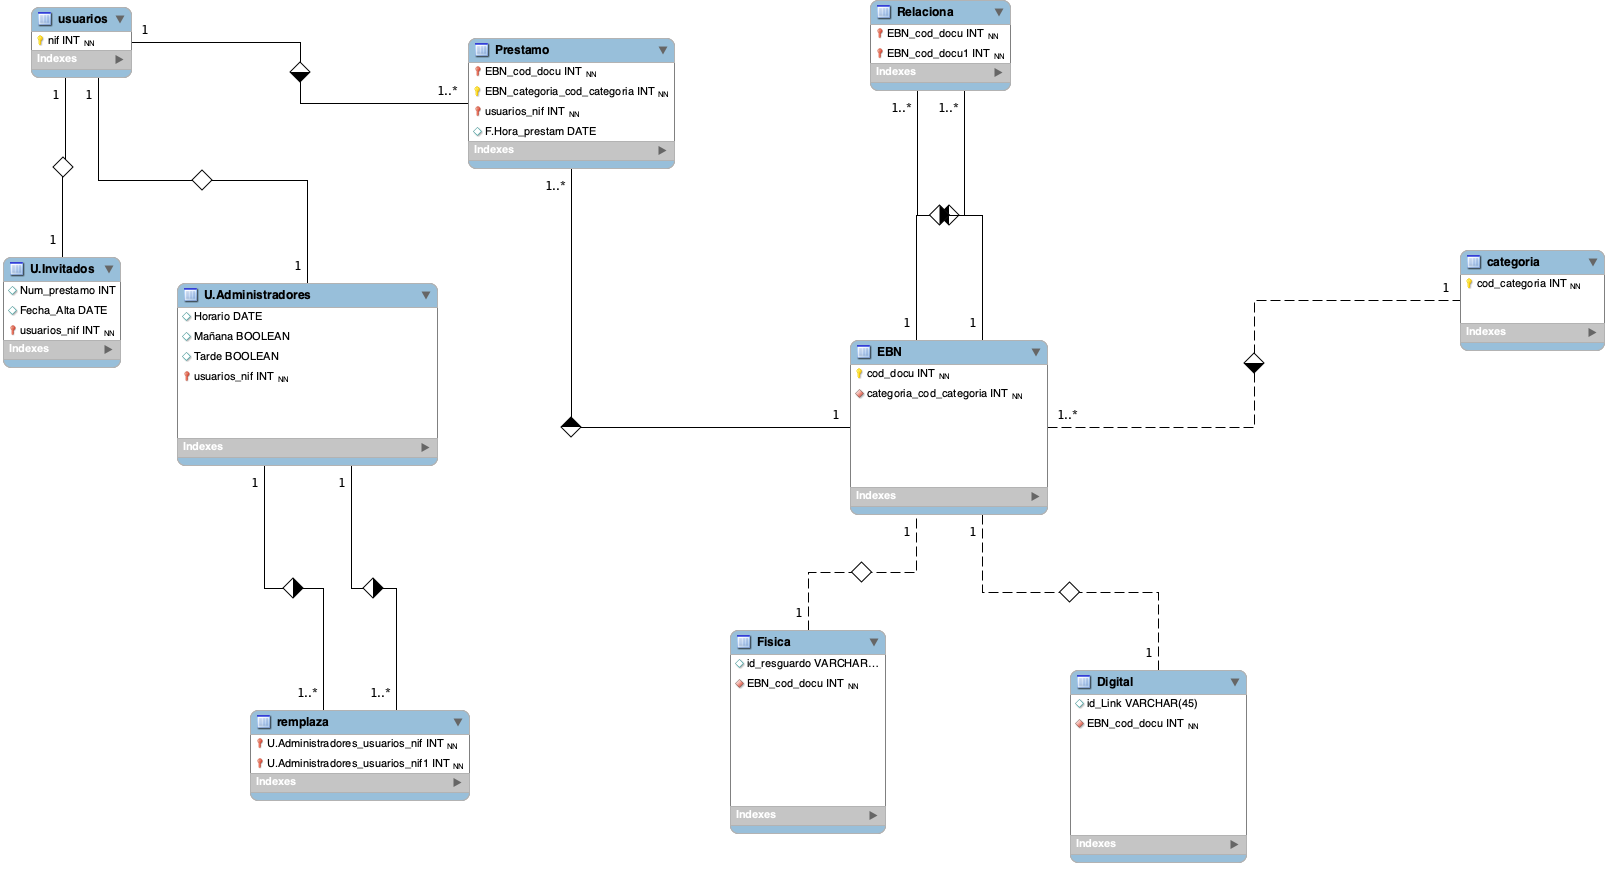 usuarios
nif INT NN
Indexes
1
1
1
1
U.Invitados
Num_prestamo INT
Fecha_Alta DATE
usuarios_nif INT NN
Indexes
1
U.Administradores
Horario DATE
Mañana BOOLEAN
Tarde BOOLEAN
usuarios_nif INT NN
Indexes
1
1
1..*
1..*
remplaza
U.Administradores_usuarios_nif INT NN
U.Administradores_usuarios_nif1 INT NN
Indexes
1..*
Prestamo
EBN_cod_docu INT NN
EBN_categoria_cod_categoria INT NN
usuarios_nif INT NN
F.Hora_prestam DATE
Indexes
1..*
1
Relaciona
EBN_cod_docu INT NN
EBN_cod_docu1 INT NN
Indexes
1..*
1..*
1
1
EBN
cod_docu INT NN
categoria_cod_categoria INT NN
Indexes
1..*
1
categoria
cod_categoria INT NN
Indexes
1
1
1
Fisica
id_resguardo VARCHAR...
EBN_cod_docu INT NN
Indexes
1
Digital
id_Link VARCHAR(45)
EBN_cod_docu INT NN
Indexes